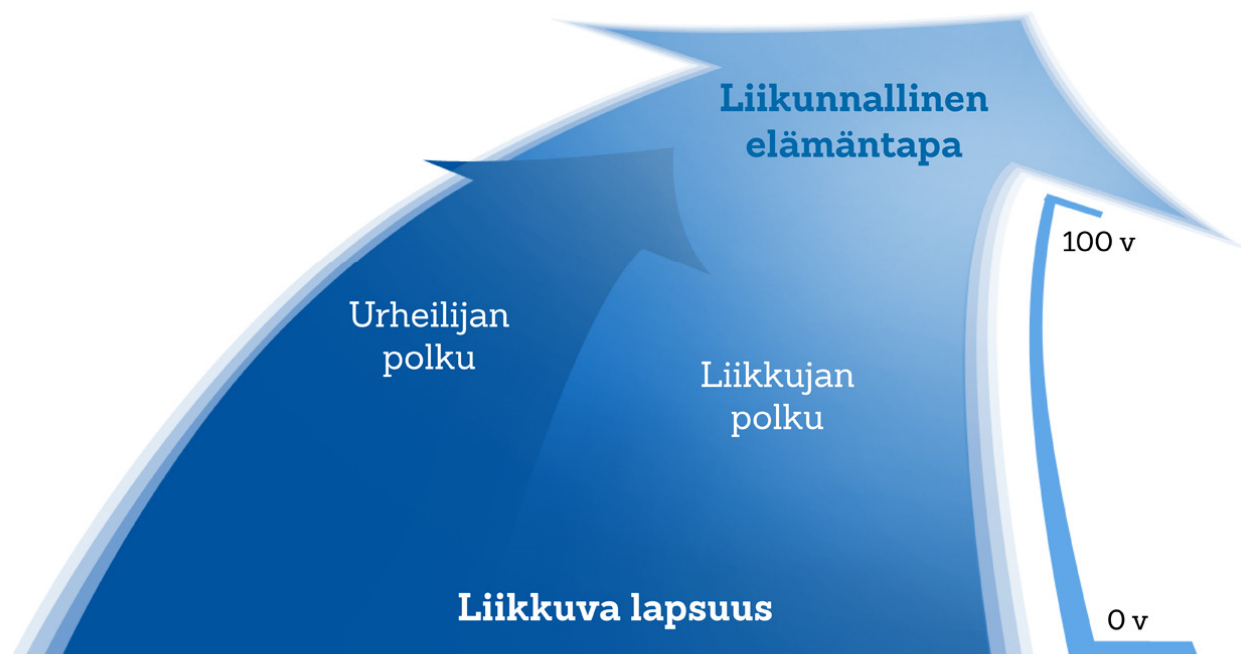 Liikunnallinen
elämäntapa
100 v
Urheilijan
polku
Liikkujan
polku
Liikkuva lapsuus
0 v